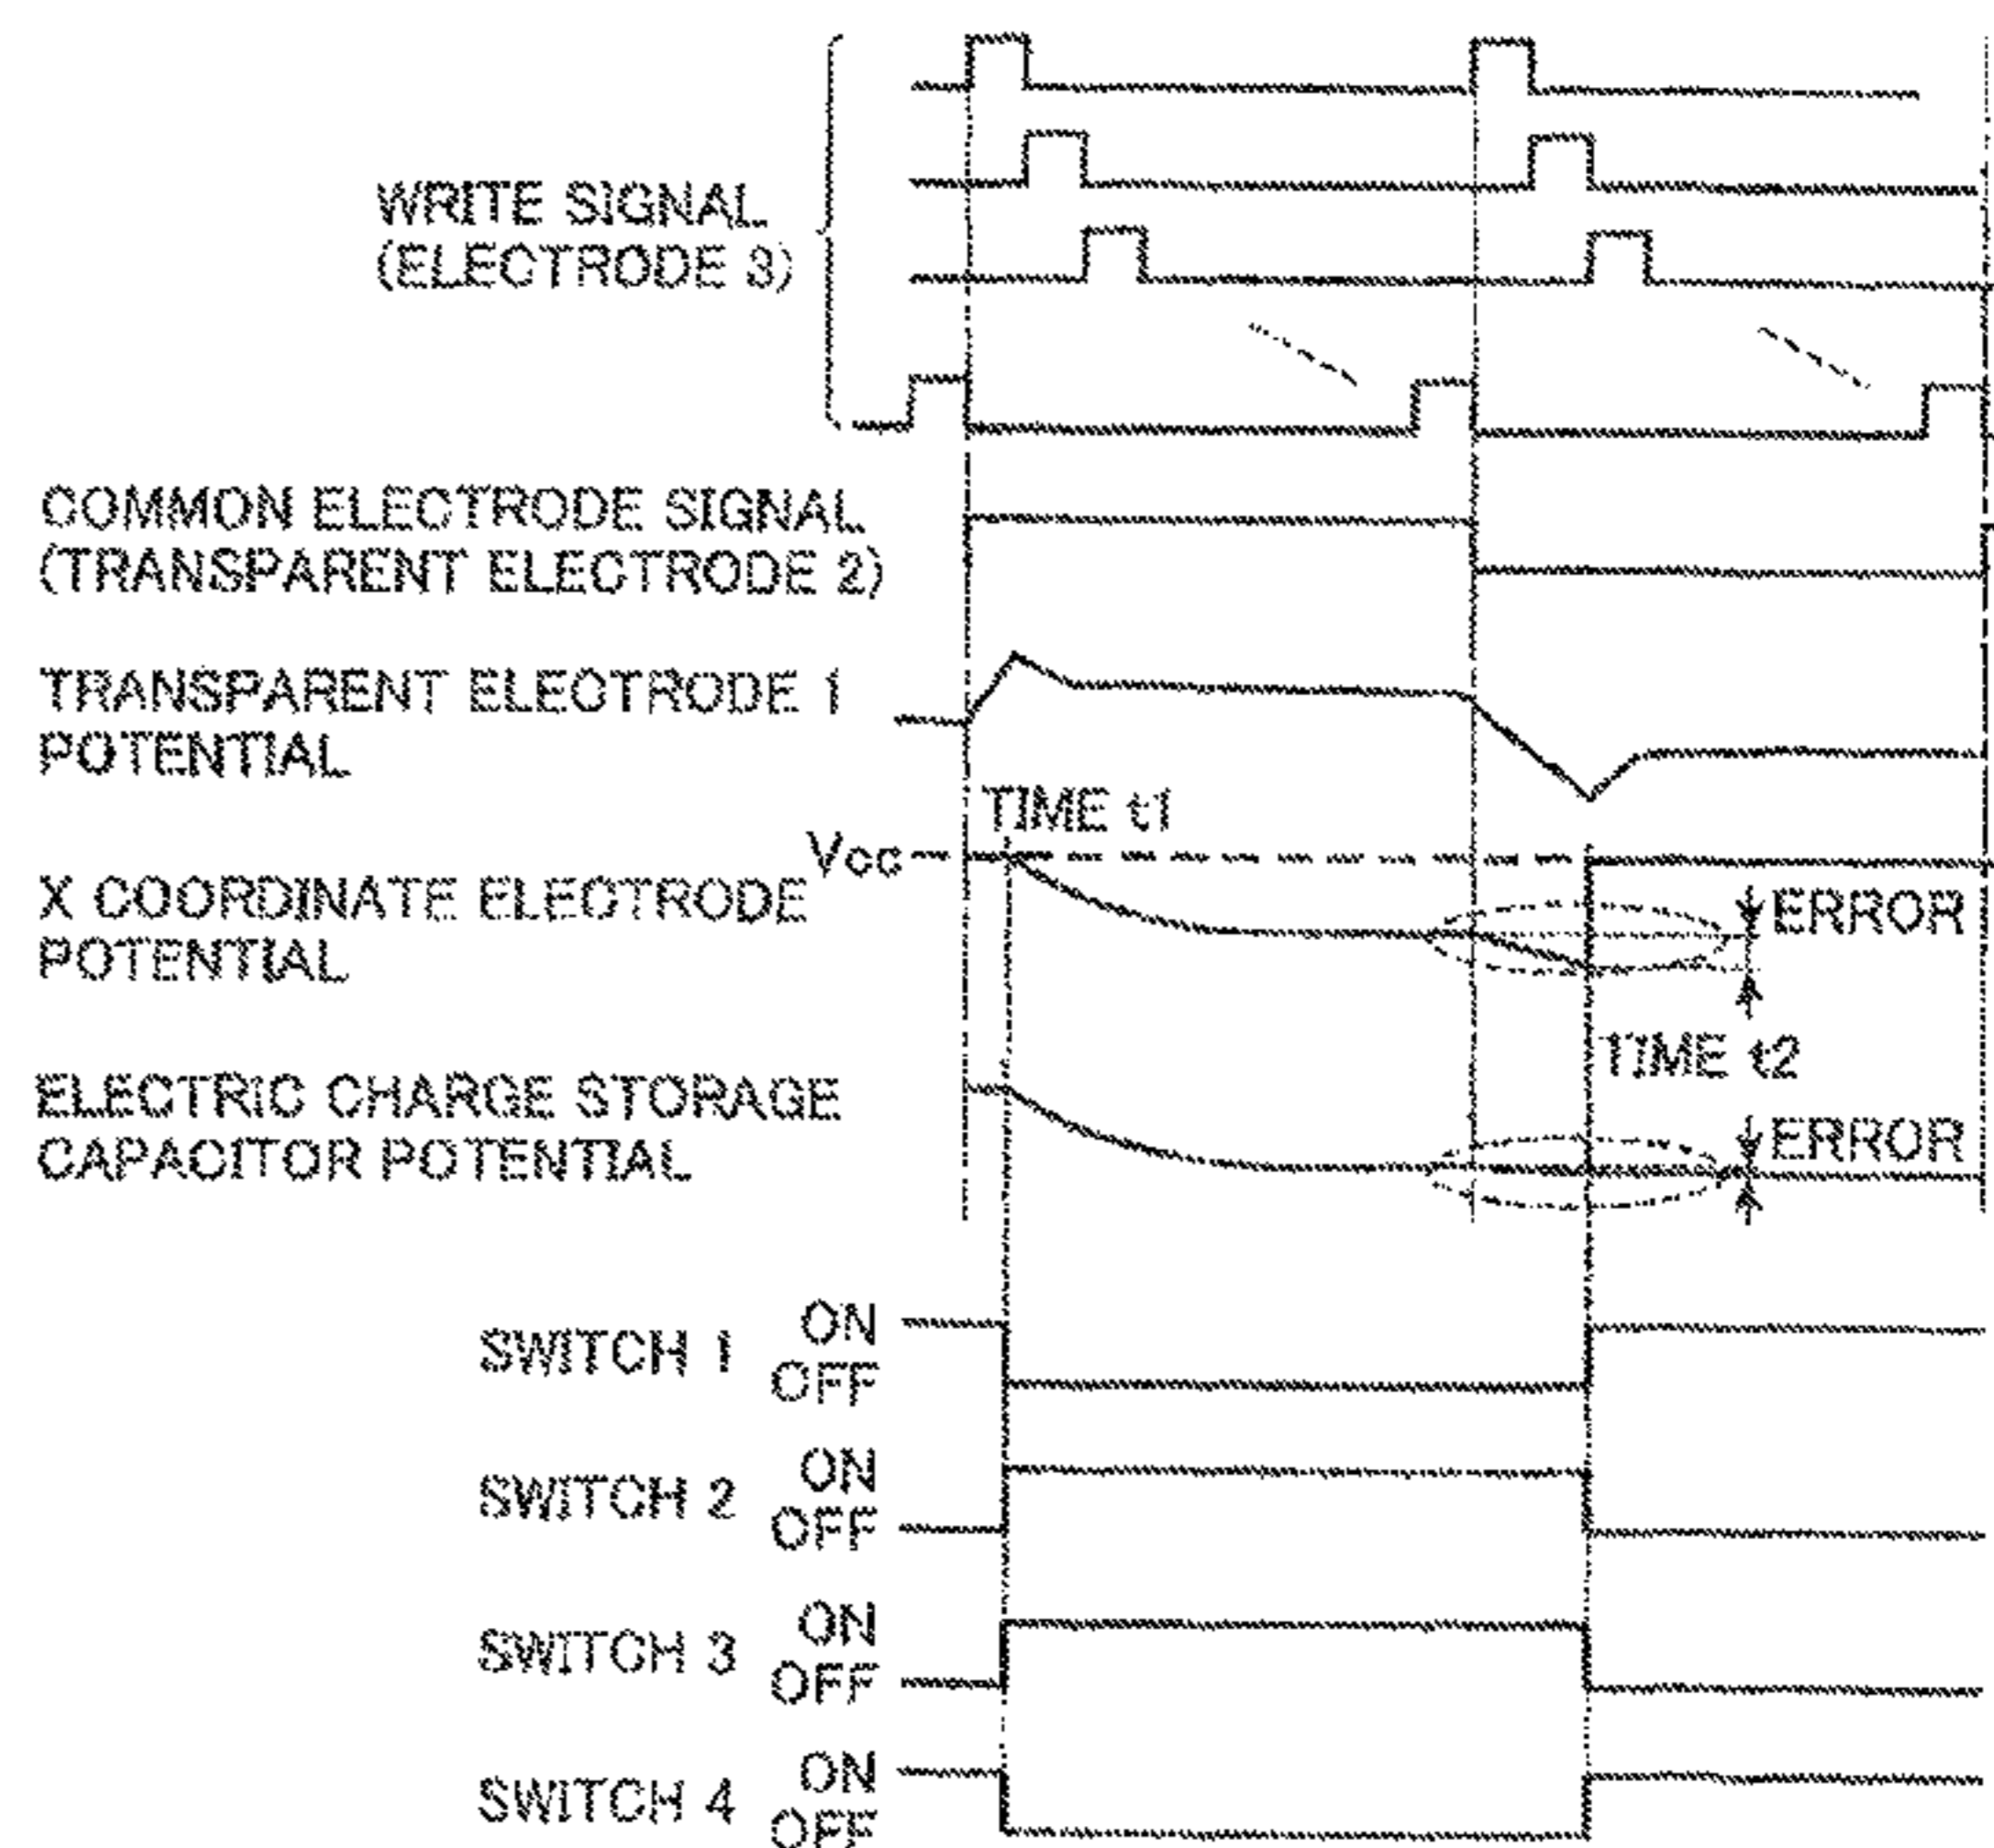 WRITE SIGNAL
(ELECTRODE 3)
COMMON ELECTRODE SIGNAL
(TRANSPARENT ELECTRODE 2)
TRANSPARENT ELECTRODE 1
POTENTIAL
TIME t1
Vcc
X COORDINATE ELECTRODE
POTENTIAL
ERROR
TIME t2
ELECTRIC CHARGE STORAGE
CAPACITOR POTENTIAL
ERROR
SWITCH 1 ON
OFF
SWITCH 2 ON
OFF
SWITCH 3 ON
OFF
SWITCH 4 ON
OFF